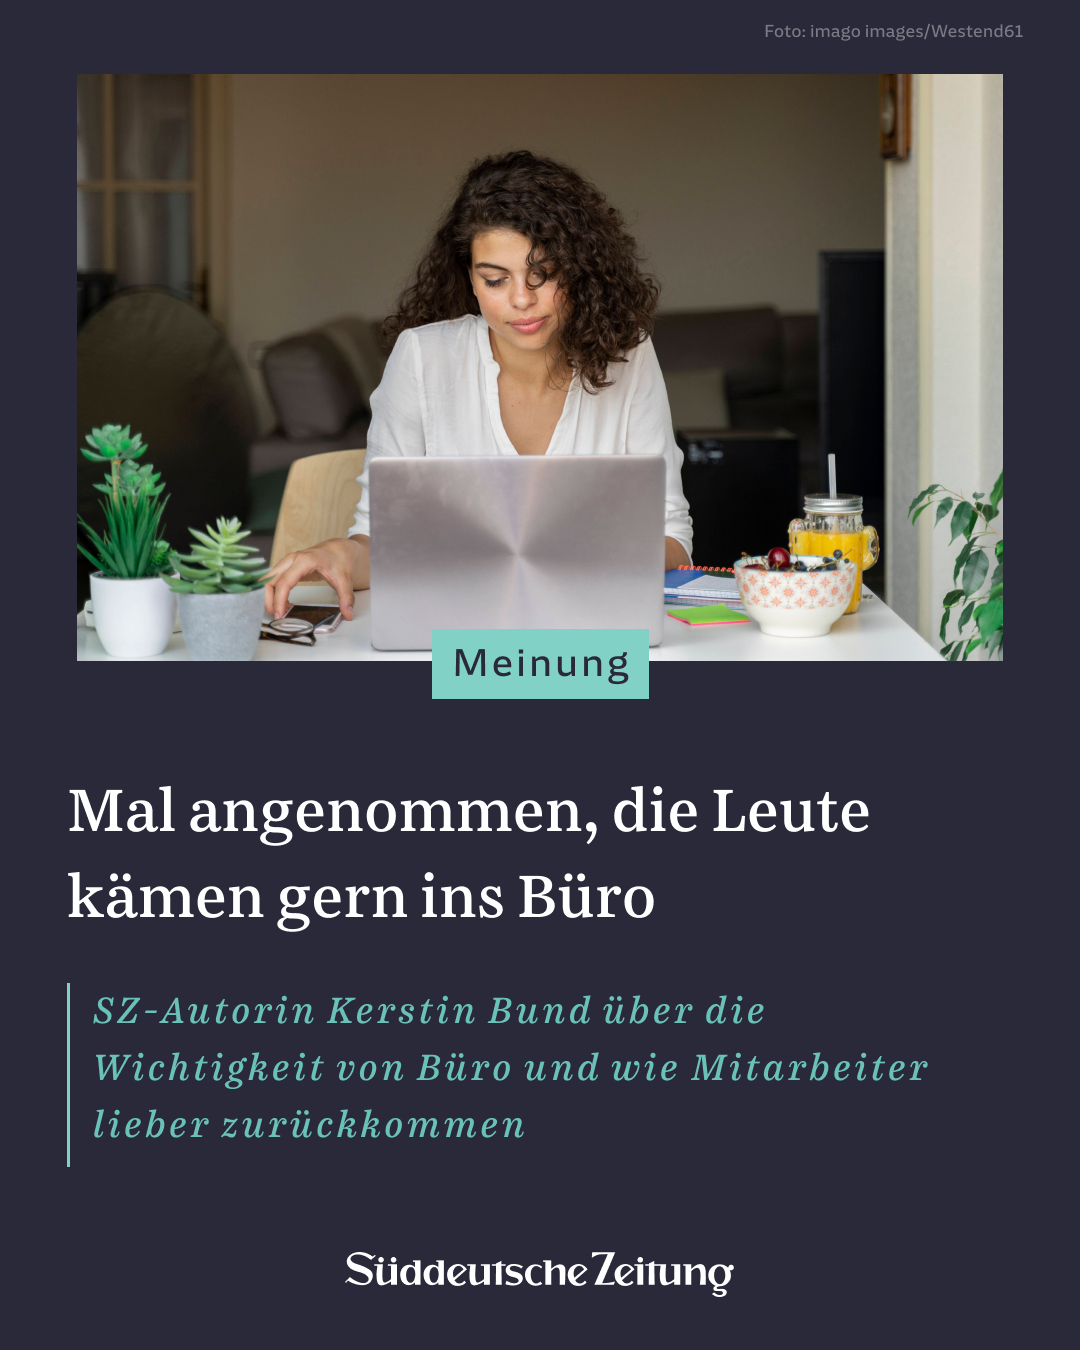 Foto: imago images/Westend61
Meinung
Mal angenommen, die Leute
kämen gern ins Büro
SZ-Autorin Kerstin Bund über die
Wichtigkeit von Büro und wie Mitarbeiter
lieber zurückkommen
Süddeutsche Zeitung